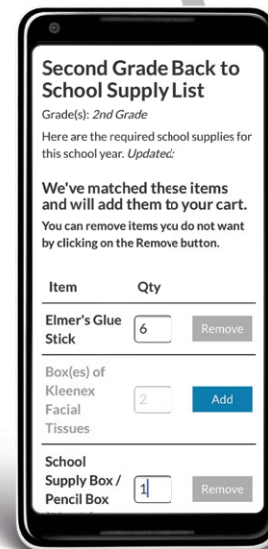 Second Grade Back to
School Supply List
Grade(s): 2nd Grade
Here are the required school supplies for
this school year. Updated:
We've matched these items
and will add them to your cart.
You can remove items you do not want
by clicking on the Remove button.
Item Qty
Elmer's Glue
Stick
6 Remove
Box(es) of
Kleenex
Facial
Tissues
2 Add
School
Supply Box /
Pencil Box
1 Remove